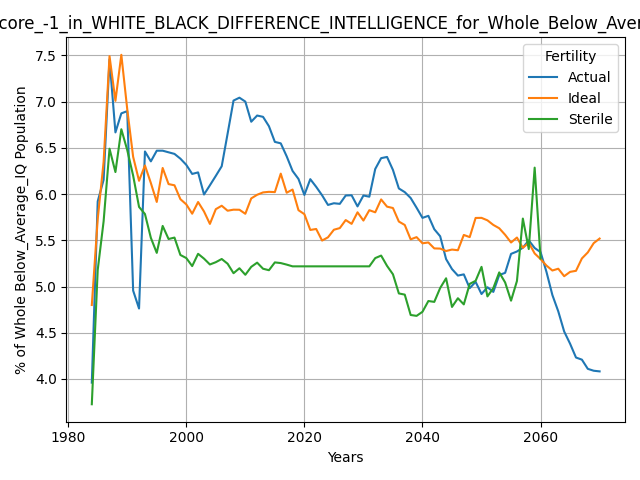 core_-1_in_WHITE_BLACK_DIFFERENCE_INTELLIGENCE_for_Whole_Below_Aver
Fertility
Actual
Ideal
Sterile
% of Whole Below_Average_IQ Population
7.5
7.0
6.5
6.0
5.5
5.0
4.5
4.0
1980
2000
2020
2040
2060
Years